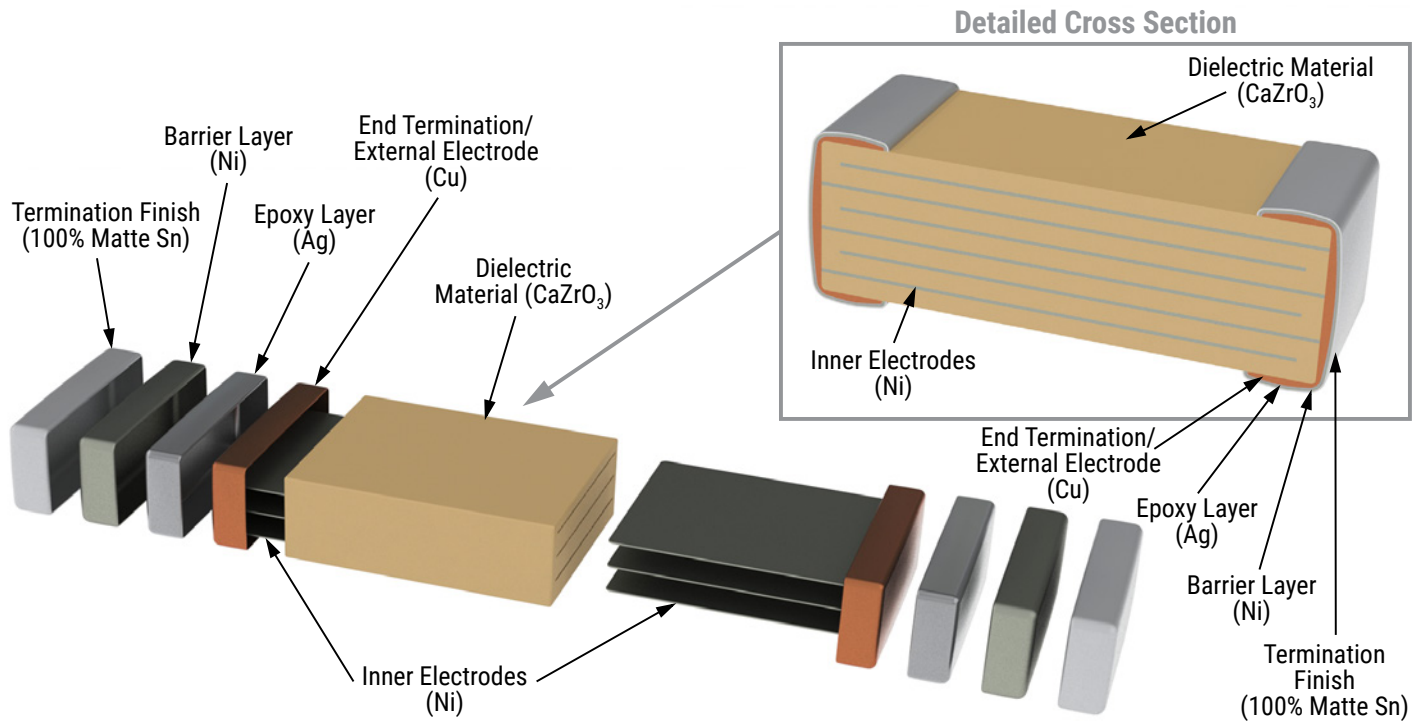 Detailed Cross Section
Dielectric Material
(CaZrO₃)
Inner Electrodes
(Ni)
End Termination/
External Electrode
(Cu)
Epoxy Layer
(Ag)
Barrier Layer
(Ni)
Termination
Finish
(100% Matte Sn)
Termination Finish
(100% Matte Sn)
Barrier Layer
(Ni)
Epoxy Layer
(Ag)
End Termination/
External Electrode
(Cu)
Dielectric
Material (CaZrO₃)
Inner Electrodes
(Ni)